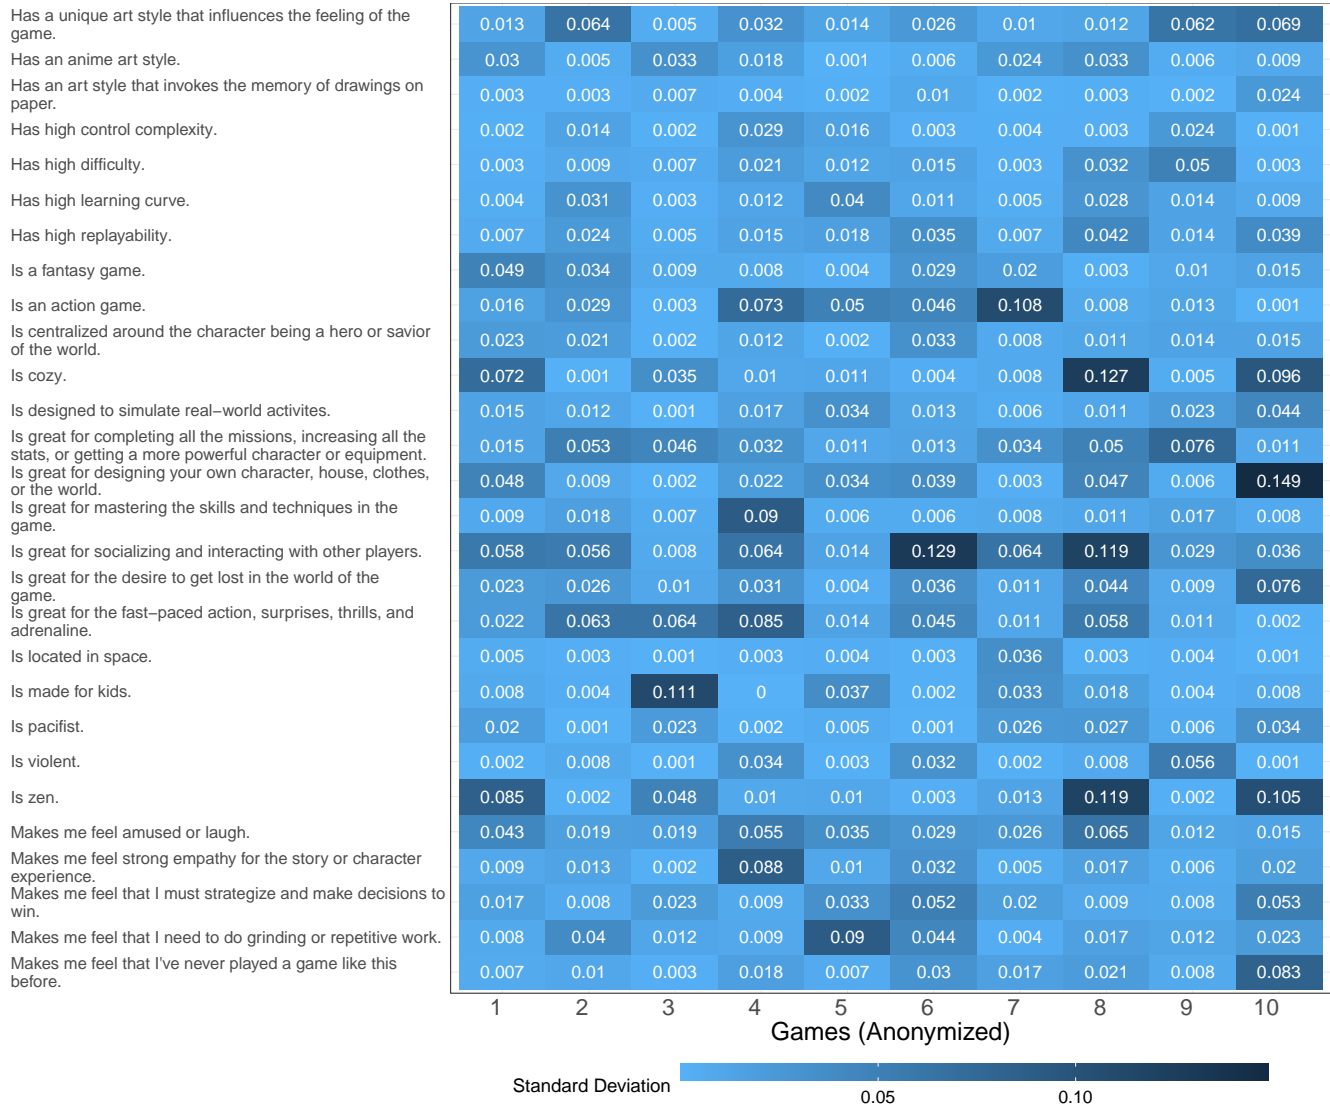 Has a unique art style that influences the feeling of the
game.
0.013 0.064 0.005 0.032 0.014 0.026 0.01 0.012 0.062 0.069
Has an anime art style.
0.03 0.005 0.033 0.018 0.001 0.006 0.024 0.033 0.006 0.009
Has an art style that invokes the memory of drawings on
paper.
0.003 0.003 0.007 0.004 0.002 0.01 0.002 0.003 0.002 0.024
Has high control complexity.
0.002 0.014 0.002 0.029 0.016 0.003 0.004 0.003 0.024 0.001
Has high difficulty.
0.003 0.009 0.007 0.021 0.012 0.015 0.003 0.032 0.05 0.003
Has high learning curve.
0.004 0.031 0.003 0.012 0.04 0.011 0.005 0.028 0.014 0.009
Has high replayability.
0.007 0.024 0.005 0.015 0.018 0.035 0.007 0.042 0.014 0.039
Is a fantasy game.
0.049 0.034 0.009 0.008 0.004 0.029 0.02 0.003 0.01 0.015
Is an action game.
0.016 0.029 0.003 0.073 0.05 0.046 0.108 0.008 0.013 0.001
Is centralized around the character being a hero or savior
of the world.
0.023 0.021 0.002 0.012 0.002 0.033 0.008 0.011 0.014 0.015
Is cozy.
0.072 0.001 0.035 0.01 0.011 0.004 0.008 0.127 0.005 0.096
Is designed to simulate real−world activites.
0.015 0.012 0.001 0.017 0.034 0.013 0.006 0.011 0.023 0.044
Is great for completing all the missions, increasing all the
stats, or getting a more powerful character or equipment.
0.015 0.053 0.046 0.032 0.011 0.013 0.034 0.05 0.076 0.011
Is great for designing your own character, house, clothes,
or the world.
0.048 0.009 0.002 0.022 0.034 0.039 0.003 0.047 0.006 0.149
Is great for mastering the skills and techniques in the
game.
0.009 0.018 0.007 0.09 0.006 0.006 0.008 0.011 0.017 0.008
Is great for socializing and interacting with other players.
0.058 0.056 0.008 0.064 0.014 0.129 0.064 0.119 0.029 0.036
Is great for the desire to get lost in the world of the
game.
0.023 0.026 0.01 0.031 0.004 0.036 0.011 0.044 0.009 0.076
Is great for the fast−paced action, surprises, thrills, and
adrenaline.
0.022 0.063 0.064 0.085 0.014 0.045 0.011 0.058 0.011 0.002
Is located in space.
0.005 0.003 0.001 0.003 0.004 0.003 0.036 0.003 0.004 0.001
Is made for kids.
0.008 0.004 0.111 0 0.037 0.002 0.033 0.018 0.004 0.008
Is pacifist.
0.02 0.001 0.023 0.002 0.005 0.001 0.026 0.027 0.006 0.034
Is violent.
0.002 0.008 0.001 0.034 0.003 0.032 0.002 0.008 0.056 0.001
Is zen.
0.085 0.002 0.048 0.01 0.01 0.003 0.013 0.119 0.002 0.105
Makes me feel amused or laugh.
0.043 0.019 0.019 0.055 0.035 0.029 0.026 0.065 0.012 0.015
Makes me feel strong empathy for the story or character
experience.
0.009 0.013 0.002 0.088 0.01 0.032 0.005 0.017 0.006 0.02
Makes me feel that I must strategize and make decisions to
win.
0.017 0.008 0.023 0.009 0.033 0.052 0.02 0.009 0.008 0.053
Makes me feel that I need to do grinding or repetitive work.
0.008 0.04 0.012 0.009 0.09 0.044 0.004 0.017 0.012 0.023
Makes me feel that I've never played a game like this
before.
0.007 0.01 0.003 0.018 0.007 0.03 0.017 0.021 0.008 0.083
1 2 3 4 5 6 7 8 9 10
Games (Anonymized)
Standard Deviation
0.05 0.10